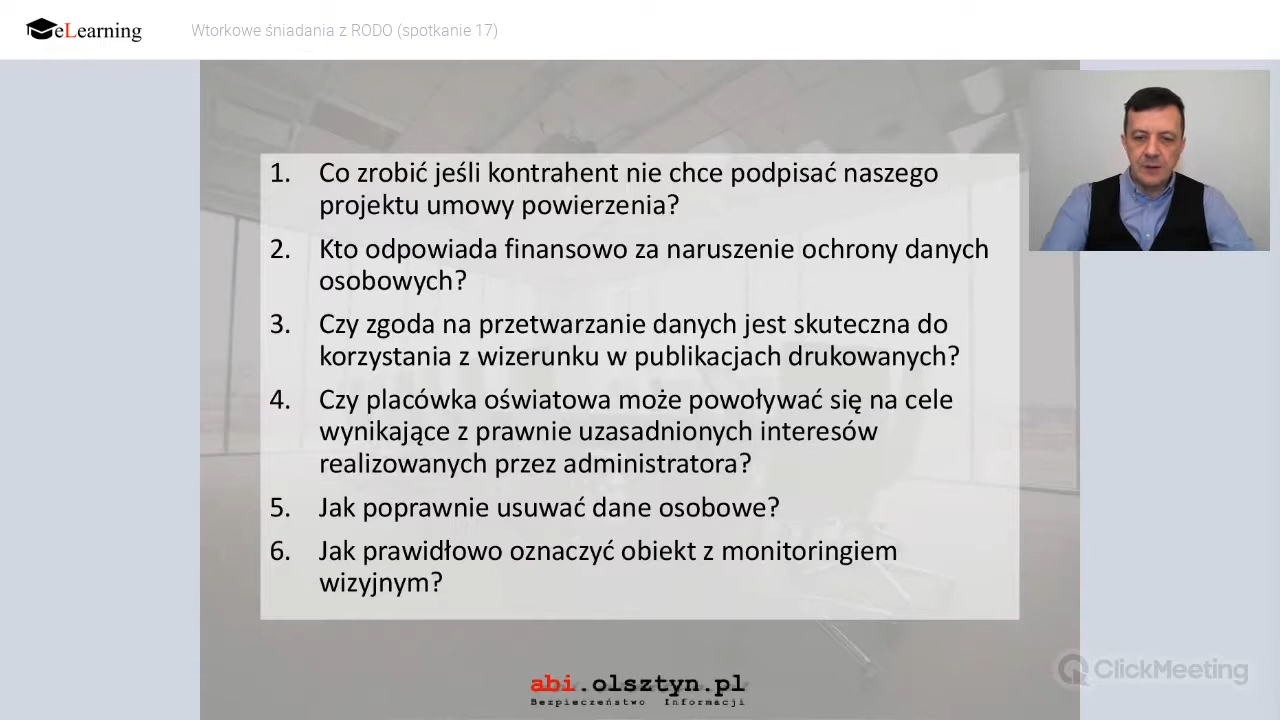 eLearning
Wtorkowe śniadania z RODO (spotkanie 17)
1. Co zrobić jeśli kontrahent nie chce podpisać naszego
projektu umowy powierzenia?
2. Kto odpowiada finansowo za naruszenie ochrony danych
osobowych?
3. Czy zgoda na przetwarzanie danych jest skuteczna do
korzystania z wizerunku w publikacjach drukowanych?
4. Czy placówka oświatowa może powoływać się na cele
wynikające z prawnie uzasadnionych interesów
realizowanych przez administratora?
5. Jak poprawnie usuwać dane osobowe?
6. Jak prawidłowo oznaczyć obiekt z monitoringiem
wizyjnym?
abi.olsztyn.pl
Bezpieczeństwo Informacji
ClickMeeting